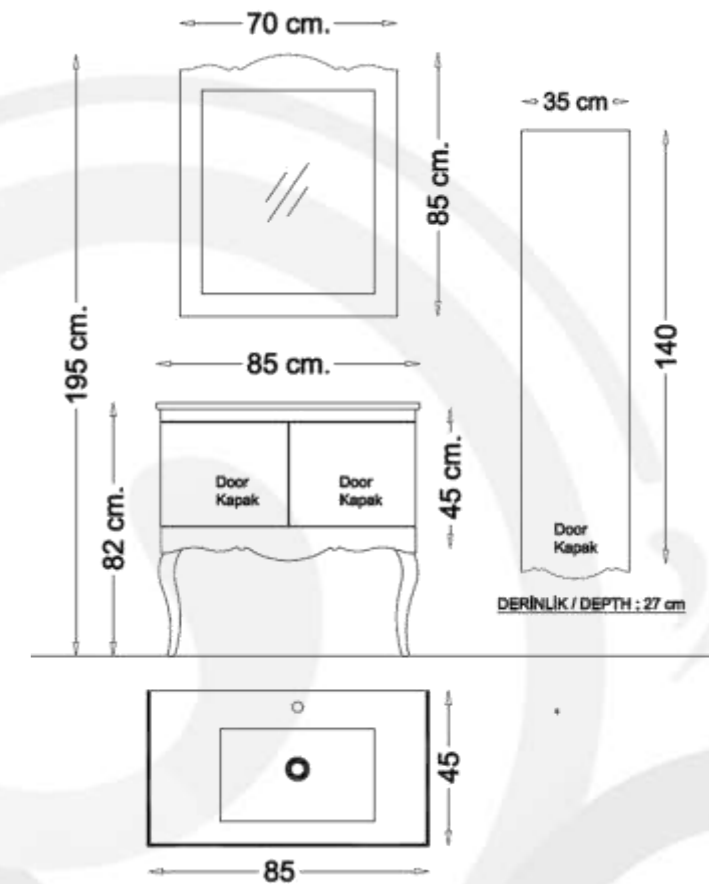 70 cm.
195 cm.
85 cm.
35 cm
140
85 cm.
82 cm.
45 cm.
Door
Kapak
Door
Kapak
Door
Kapak
DERİNLİK / DEPTH : 27 cm
45
85